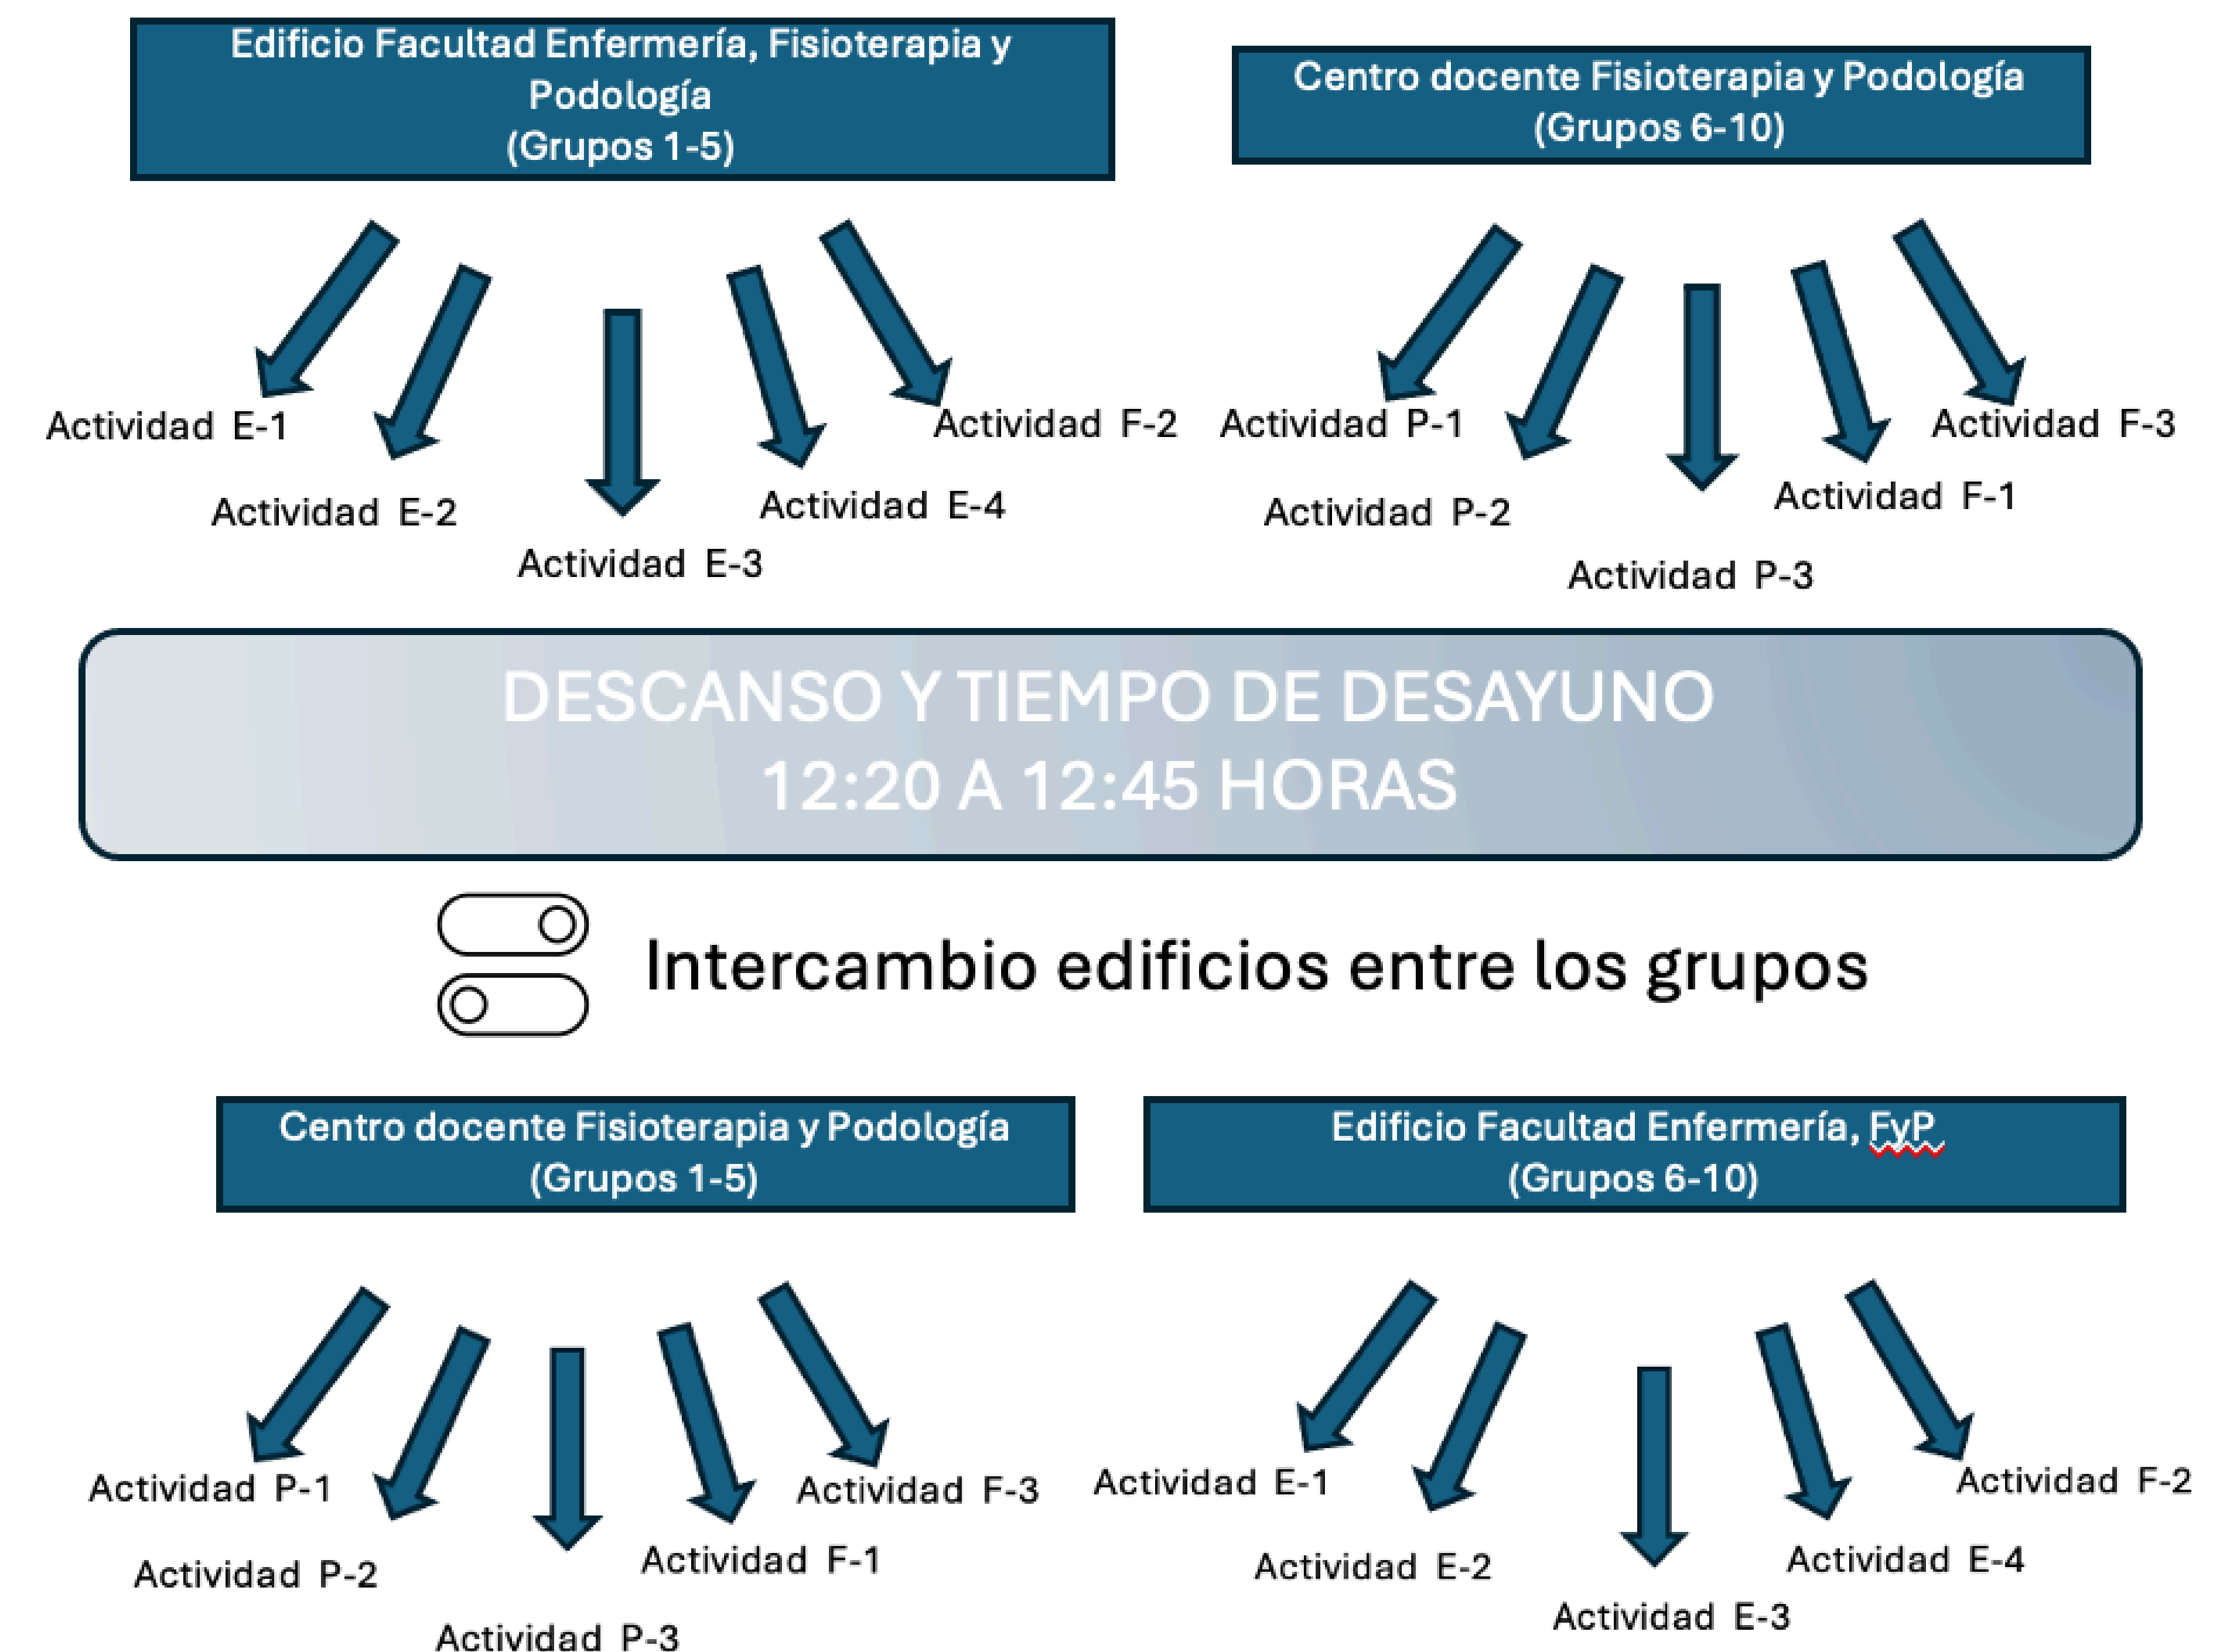 Edificio Facultad Enfermería, Fisioterapia y
Podología
(Grupos 1-5)
Centro docente Fisioterapia y Podología
(Grupos 6-10)
Actividad E-1
Actividad E-2
Actividad E-3
Actividad E-4
Actividad F-2
Actividad P-1
Actividad P-2
Actividad P-3
Actividad F-1
Actividad F-3
DESCANSO Y TIEMPO DE DESAYUNO
12:20 A 12:45 HORAS
Intercambio edificios entre los grupos
Centro docente Fisioterapia y Podología
(Grupos 1-5)
Edificio Facultad Enfermería, FyP
(Grupos 6-10)
Actividad P-1
Actividad P-2
Actividad P-3
Actividad F-1
Actividad F-3
Actividad E-1
Actividad E-2
Actividad E-3
Actividad E-4
Actividad F-2